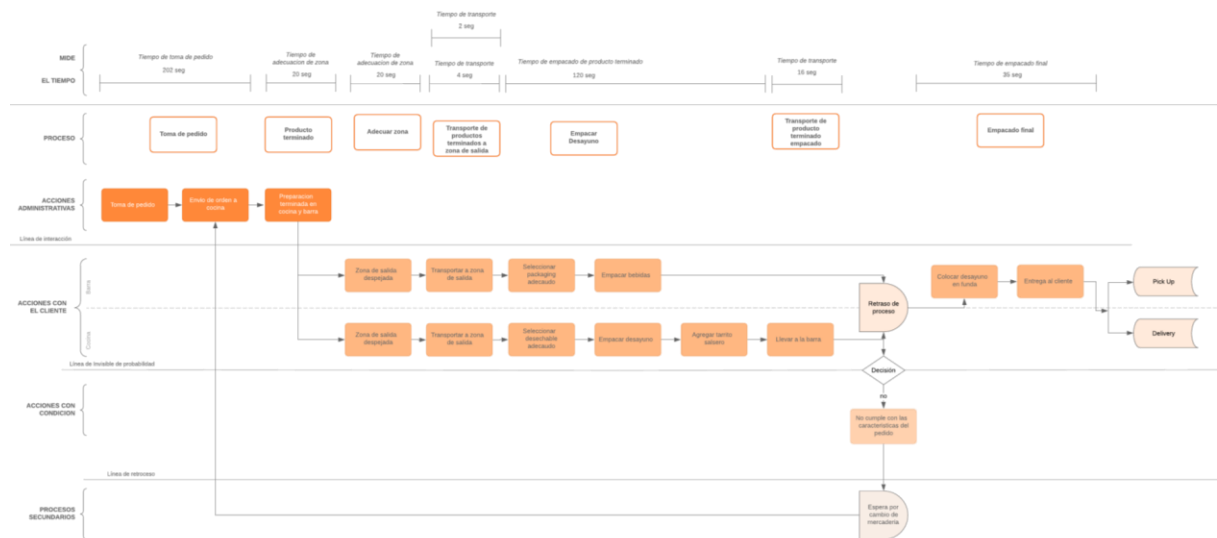 Tiempo de transporte
2 seg
MIDE
EL TIEMPO
Tiempo de toma de pedido
202 seg
Tiempo de
adecuacion de zona
20 seg
Tiempo de
adecuacion de zona
20 seg
Tiempo de transporte
4 seg
Tiempo de empacado de producto terminado
120 seg
Tiempo de transporte
16 seg
Tiempo de empacado final
35 seg
PROCESO
Toma de pedido
Producto
terminado
Adecuar zona
Transporte de
productos
terminados a
zona de salida
Empacar
Desayuno
Transporte de
producto
terminado
empacado
Empacado final
ACCIONES
ADMINISTRATIVAS
Toma de pedido
Envio de orden a
cocina
Preparacion
terminada en
cocina y barra
Línea de interacción
ACCIONES CON
EL CLIENTE
Barra
Zona de salida
despejada
Transportar a zona
de salida
Seleccionar
packaging
adecaudo
Empacar bebidas
Retraso de
proceso
Colocar desayuno
en funda
Entrega al cliente
Pick Up
Delivery
Cocina
Zona de salida
despejada
Transportar a zona
de salida
Seleccionar
desechable
adecaudo
Empacar desayuno
Agregar tarrito
salsero
Llevar a la barra
Línea de Invisible de probabilidad
Decisión
no
ACCIONES CON
CONDICION
No cumple con las
caracteristicas del
pedido
Línea de retroceso
PROCESOS
SECUNDARIOS
Espera por
cambio de
mercaderia